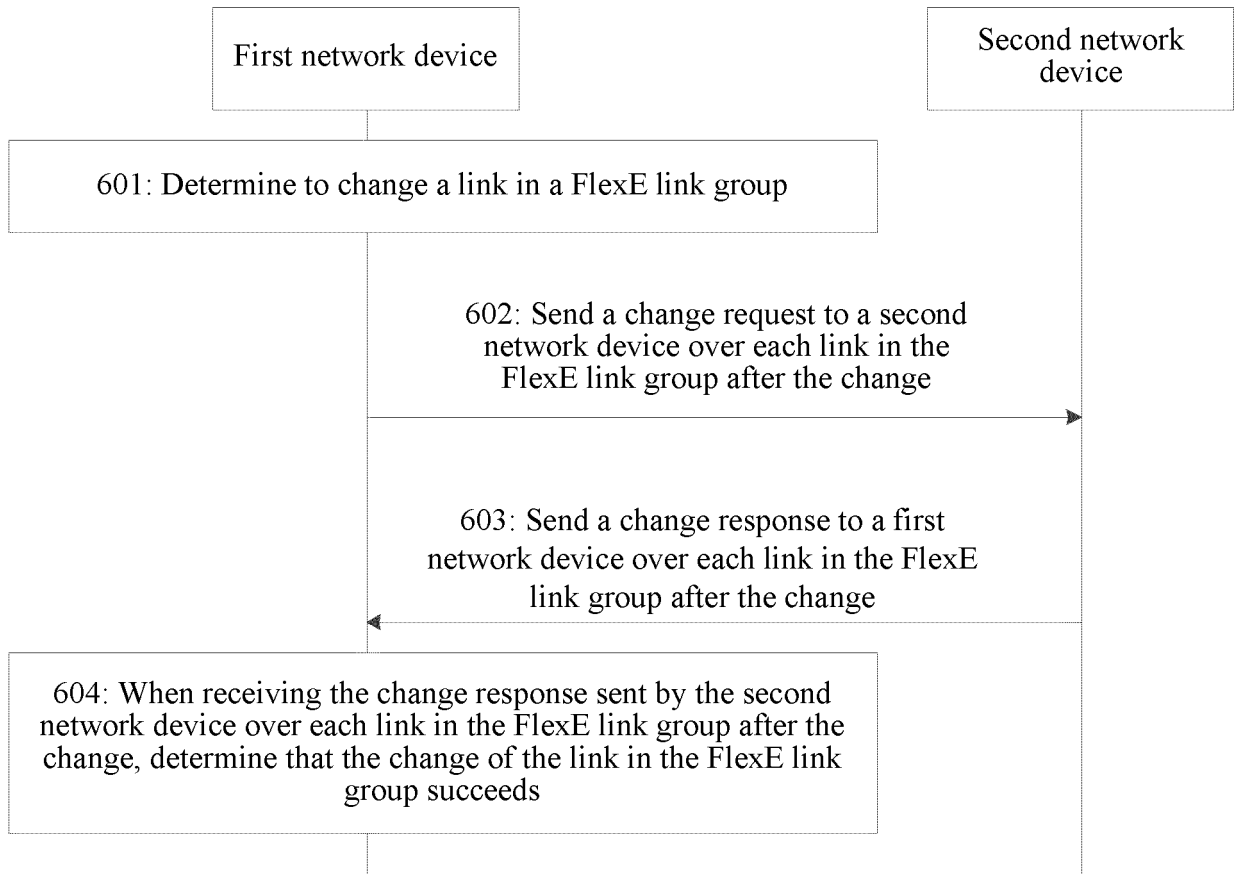 First network device
Second network
device
601: Determine to change a link in a FlexE link group
602: Send a change request to a second
network device over each link in the
FlexE link group after the change
603: Send a change response to a first
network device over each link in the FlexE
link group after the change
604: When receiving the change response sent by the second
network device over each link in the FlexE link group after the
change, determine that the change of the link in the FlexE link
group succeeds